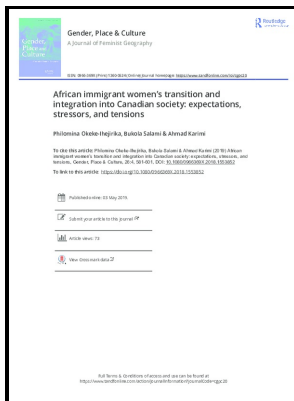 Routledge
Gender, Place & Culture
A Journal of Feminist Geography
Gender,
Place and
Culture
African immigrant women's transition and
integration into Canadian society: expectations,
stressors, and tensions
Philomina Okeke-Ihejirika, Bukola Salami & Ahmad Karimi
To cite this article: Philomina Okeke-Ihejirika, Bukola Salami & Ahmad Karimi
immigrant women's transition and integration into Canadian society: expectations, stressors, and
tensions, Gender, Place & Culture,
To link to this article:
Published online: 03 May 2019.
Submit your article to this journal
Article views: 73
View Crossmark data
Full Terms & Conditions of access and use can be found at